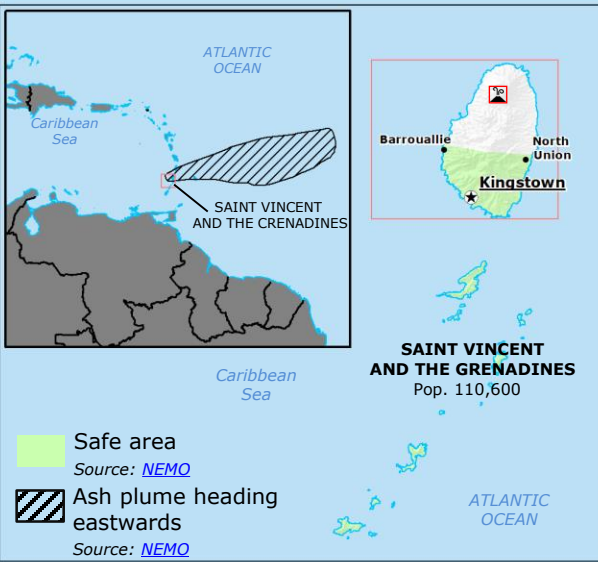 ATLANTIC
OCEAN
Caribbean
Sea
SAINT VINCENT
AND THE GRENADINES
Barrouallie
North
Union
Kingstown
SAINT VINCENT
AND THE GRENADINES
Pop. 110,600
Caribbean
Sea
ATLANTIC
OCEAN
Safe area
Source: NEMO
Ash plume heading
eastwards
Source: NEMO